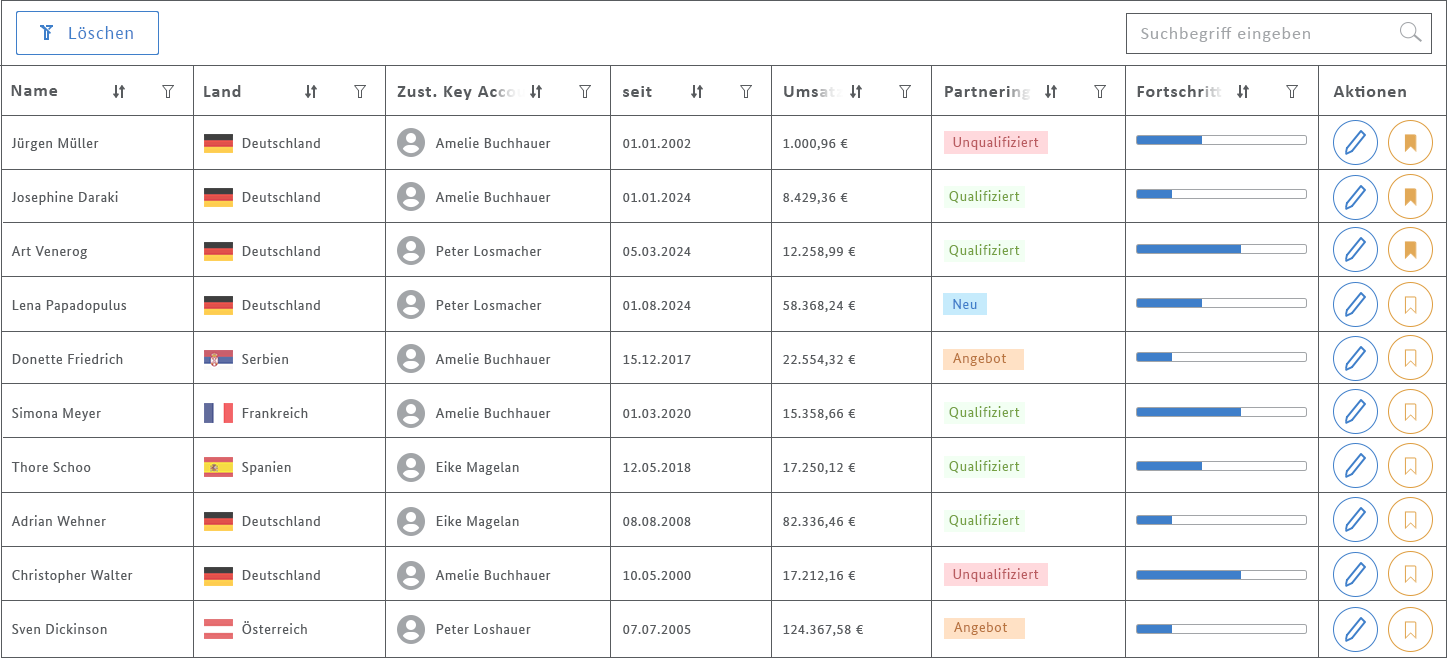 Löschen Suchbegriff eingeben
Name Land Zust. Key Acco seit Umsat Partnering Fortschritt Aktionen
Jürgen Müller Deutschland Amelie Buchhauer 01.01.2002 1.000,96 € Unqualifiziert
Josephine Daraki Deutschland Amelie Buchhauer 01.01.2024 8.429,36 € Qualifiziert
Art Venerog Deutschland Peter Losmacher 05.03.2024 12.258,99 € Qualifiziert
Lena Papadopulus Deutschland Peter Losmacher 01.08.2024 58.368,24 € Neu
Donette Friedrich Serbien Amelie Buchhauer 15.12.2017 22.554,32 € Angebot
Simona Meyer Frankreich Amelie Buchhauer 01.03.2020 15.358,66 € Qualifiziert
Thore Schoo Spanien Eike Magelan 12.05.2018 17.250,12 € Qualifiziert
Adrian Wehner Deutschland Eike Magelan 08.08.2008 82.336,46 € Qualifiziert
Christopher Walter Deutschland Amelie Buchhauer 10.05.2000 17.212,16 € Unqualifiziert
Sven Dickinson Österreich Peter Loshauer 07.07.2005 124.367,58 € Angebot